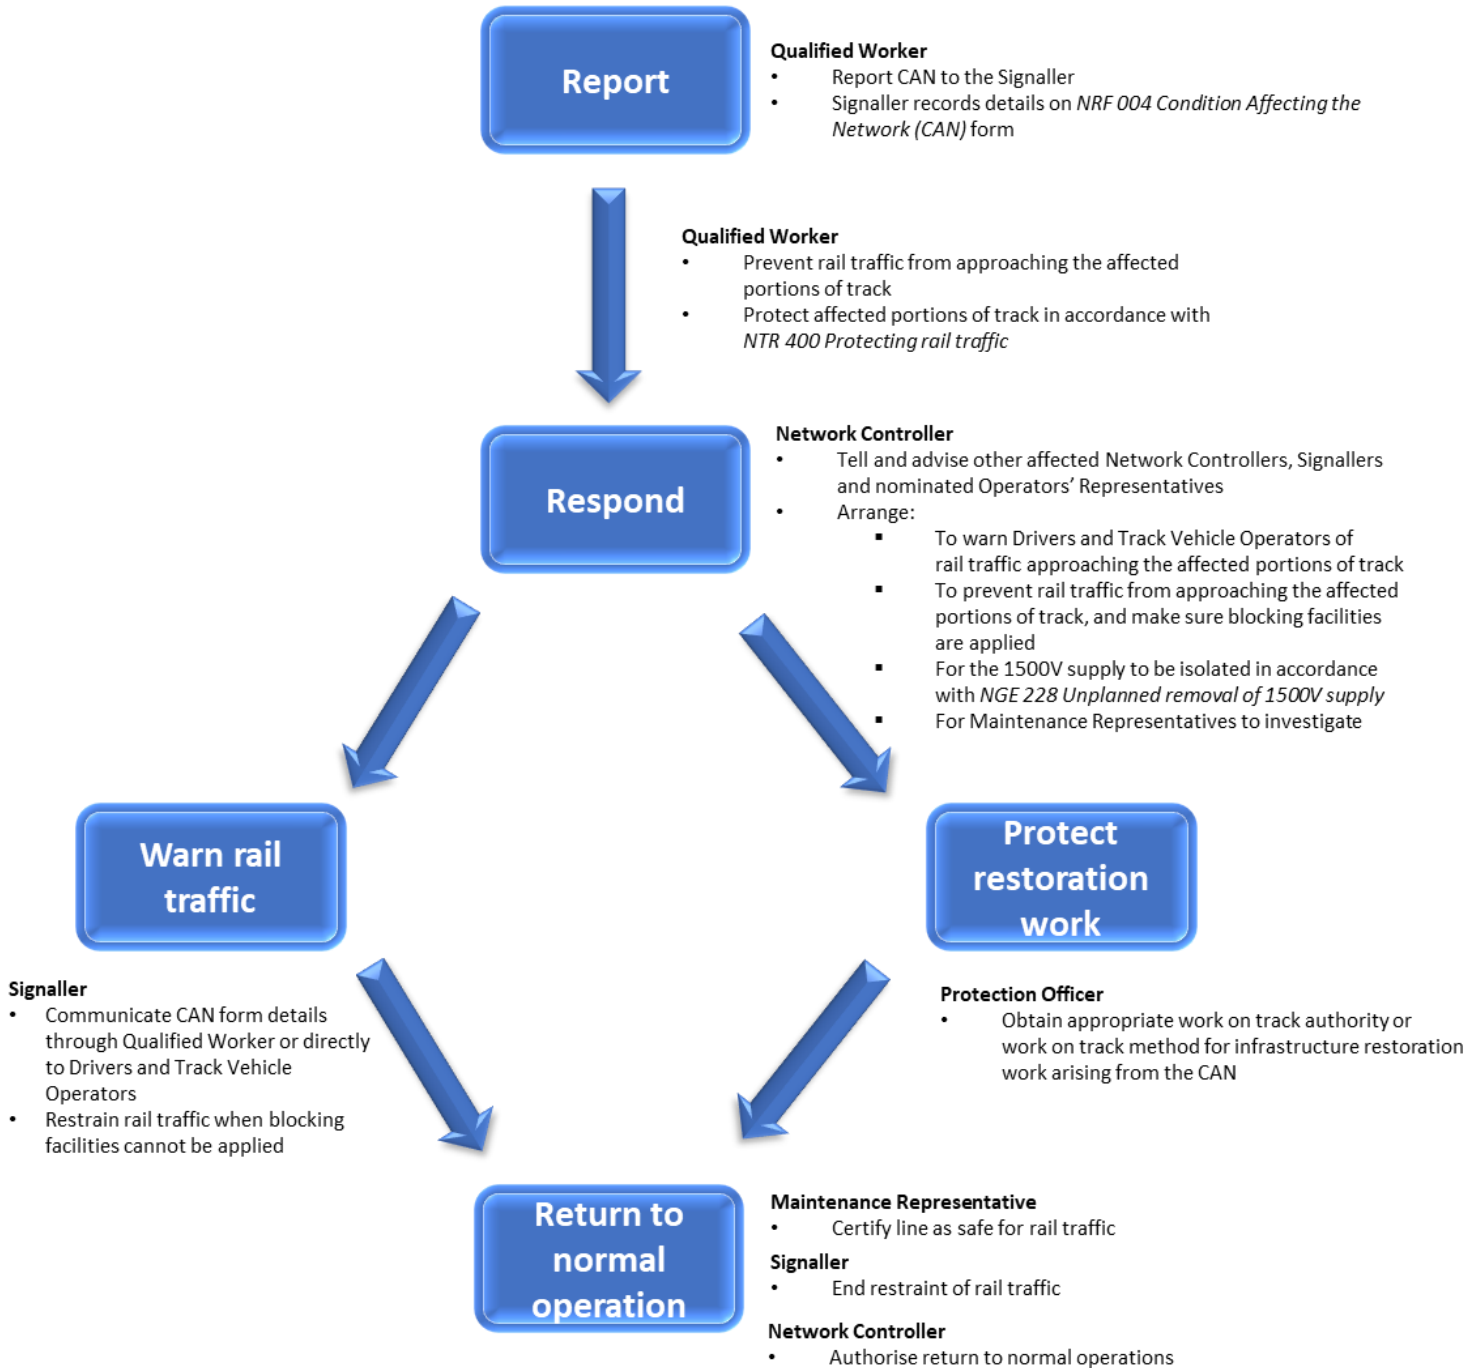 Report
Qualified Worker
• Report CAN to the Signaller
• Signaller records details on NRF 004 Condition Affecting the
Network (CAN) form
Qualified Worker
• Prevent rail traffic from approaching the affected
portions of track
• Protect affected portions of track in accordance with
NTR 400 Protecting rail traffic
Respond
Network Controller
• Tell and advise other affected Network Controllers, Signallers
and nominated Operators’ Representatives
• Arrange:
▪ To warn Drivers and Track Vehicle Operators of
rail traffic approaching the affected portions of track
▪ To prevent rail traffic from approaching the affected
portions of track, and make sure blocking facilities
are applied
▪ For the 1500V supply to be isolated in accordance
with NGE 228 Unplanned removal of 1500V supply
▪ For Maintenance Representatives to investigate
Warn rail
traffic
Signaller
• Communicate CAN form details
through Qualified Worker or directly
to Drivers and Track Vehicle
Operators
• Restrain rail traffic when blocking
facilities cannot be applied
Protect
restoration
work
Protection Officer
• Obtain appropriate work on track authority or
work on track method for infrastructure restoration
work arising from the CAN
Return to
normal
operation
Maintenance Representative
• Certify line as safe for rail traffic
Signaller
• End restraint of rail traffic
Network Controller
• Authorise return to normal operations